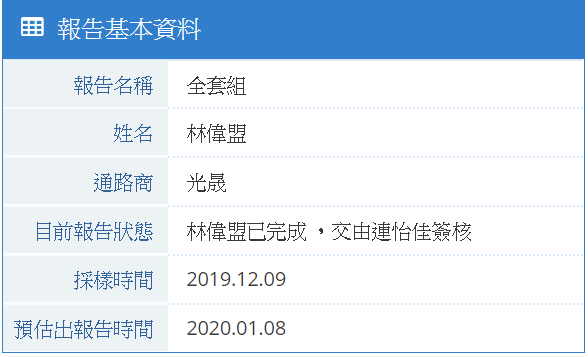 報告基本資料
報告名稱 全套組
姓名 林偉盟
通路商 光晟
目前報告狀態 林偉盟已完成，交由連怡佳簽核
採樣時間 2019.12.09
預估出報告時間 2020.01.08